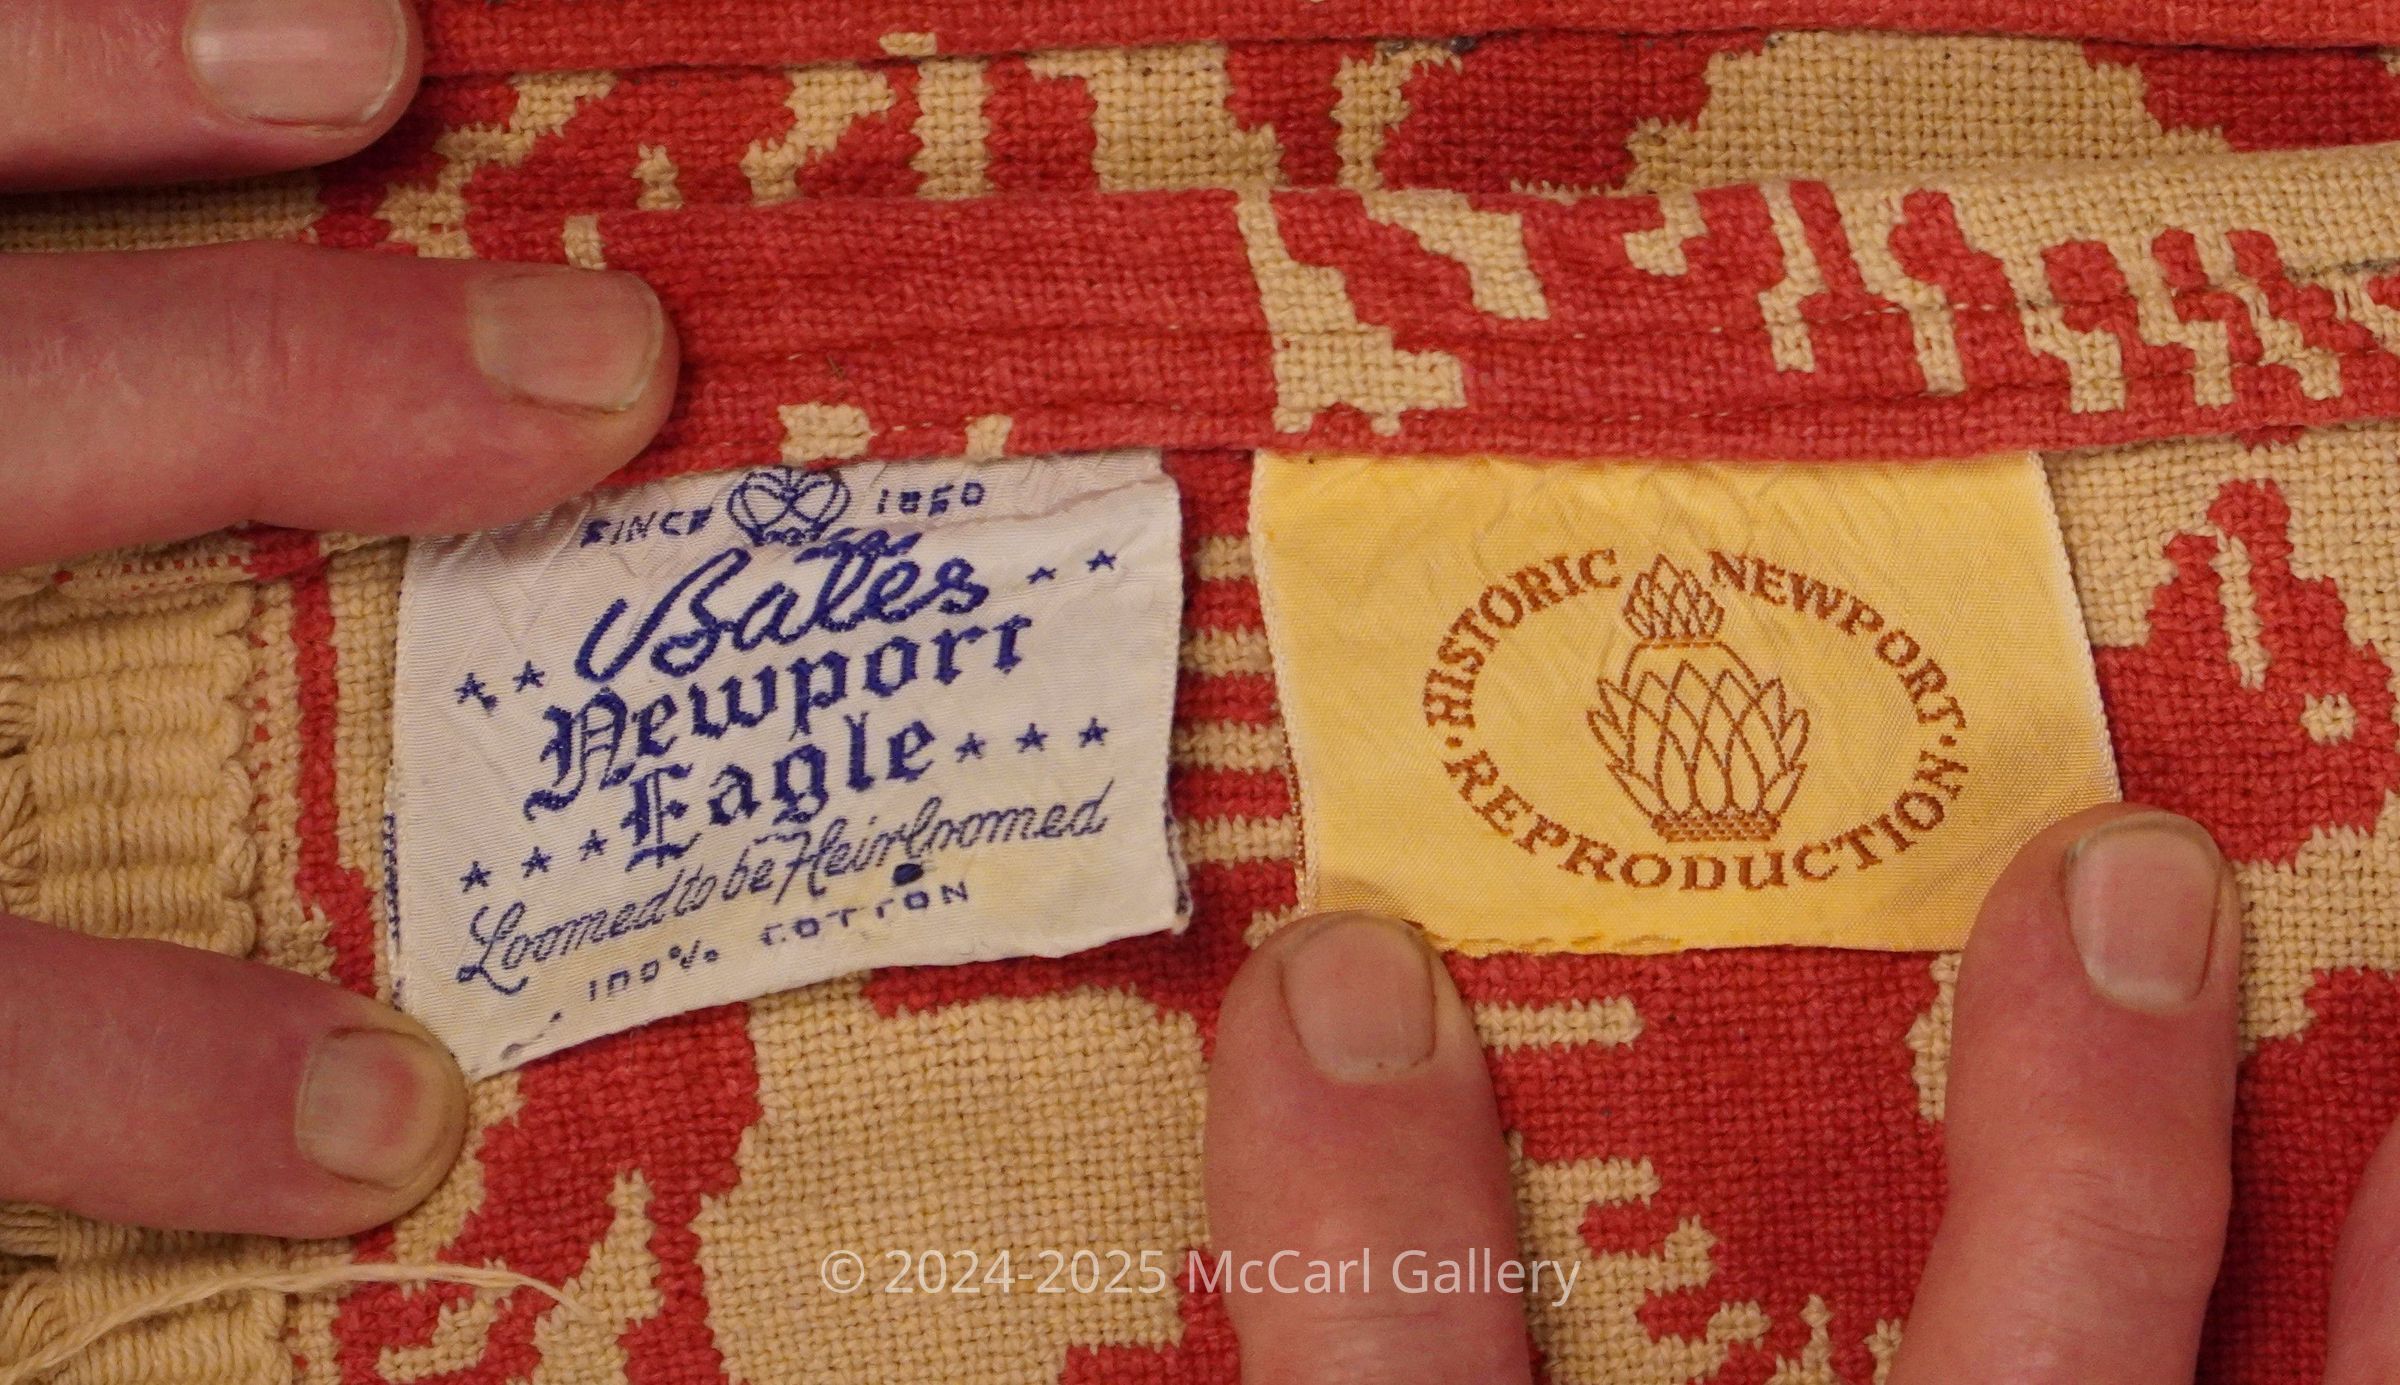 SINCE 1850
Bates
Newport
Eagle
Loomed to be Heirloomed
100% COTTON
·HISTORIC NEWPORT·
REPRODUCTION
© 2024-2025 McCarl Gallery